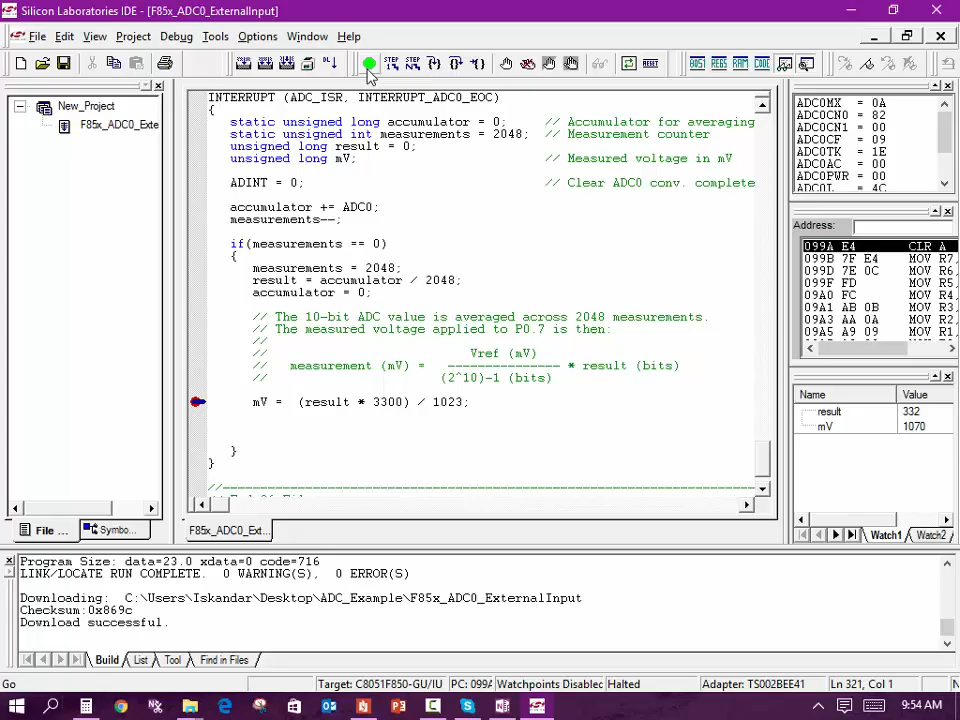 Silicon Laboratories IDE - [F85x_ADC0_ExternalInput]
File Edit View Project Debug Tools Options Window Help
New_Project
F85x_ADC0_Exte
File ...
Symbo...
INTERRUPT (ADC_ISR, INTERRUPT_ADC0_EOC)
{
static unsigned long accumulator = 0; // Accumulator for averaging
static unsigned int measurements = 2048; // Measurement counter
unsigned long result = 0;
unsigned long mV; // Measured voltage in mV
ADINT = 0; // Clear ADC0 conv. complete
accumulator += ADC0;
measurements--;
if(measurements == 0)
{
measurements = 2048;
result = accumulator / 2048;
accumulator = 0;
// The 10-bit ADC value is averaged across 2048 measurements.
// The measured voltage applied to P0.7 is then:
//
// Vref (mV)
// measurement (mV) = --------------- * result (bits)
// (2^10)-1 (bits)
mV = (result * 3300) / 1023;
}
}
F85x_ADC0_Ext...
ADC0MX = 0A
ADC0CN0 = 82
ADC0CN1 = 00
ADC0CF = 09
ADC0TK = 1E
ADC0AC = 00
ADC0PWR = 00
ADC0L = 4C
Address:
099A E4 CLR A
099B 7F E4 MOV R7,
099D 7E 0C MOV R6,
099F FD MOV R5,
09A0 FC MOV R4,
09A1 AB 0B MOV R3,
09A3 AA 0A MOV R2,
09A5 A9 09 MOV R1,
Name Value
result 332
mV 1070
Watch1 Watch2
Program Size: data=23.0 xdata=0 code=716
LINK/LOCATE RUN COMPLETE. 0 WARNING(S), 0 ERROR(S)
Downloading: C:\Users\Iskandar\Desktop\ADC_Example\F85x_ADC0_ExternalInput
Checksum:0x869c
Download successful.
Build List Tool Find in Files
Go Target: C8051F850-GU/IU PC: 099A Watchpoints Disablec Halted Adapter: TS002BEE41 Ln 321, Col 1
9:54 AM